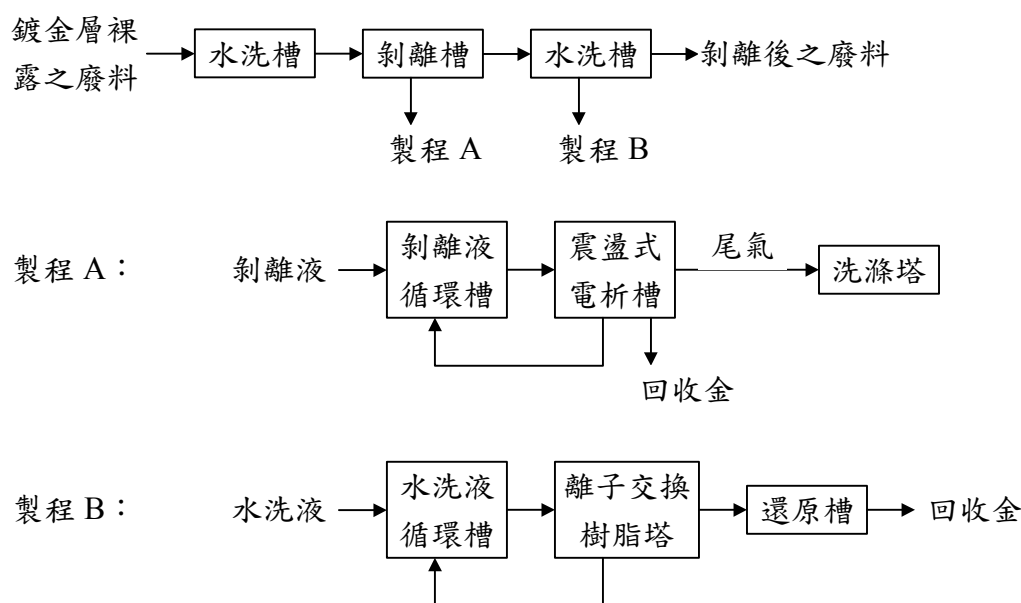 鍍金層裸
露之廢料
水洗槽
剝離槽
水洗槽
剝離後之廢料
製程 A
製程 B
製程 A：
剝離液
剝離液
循環槽
震盪式
電析槽
尾氣
洗滌塔
回收金
製程 B：
水洗液
水洗液
循環槽
離子交換
樹脂塔
還原槽
回收金